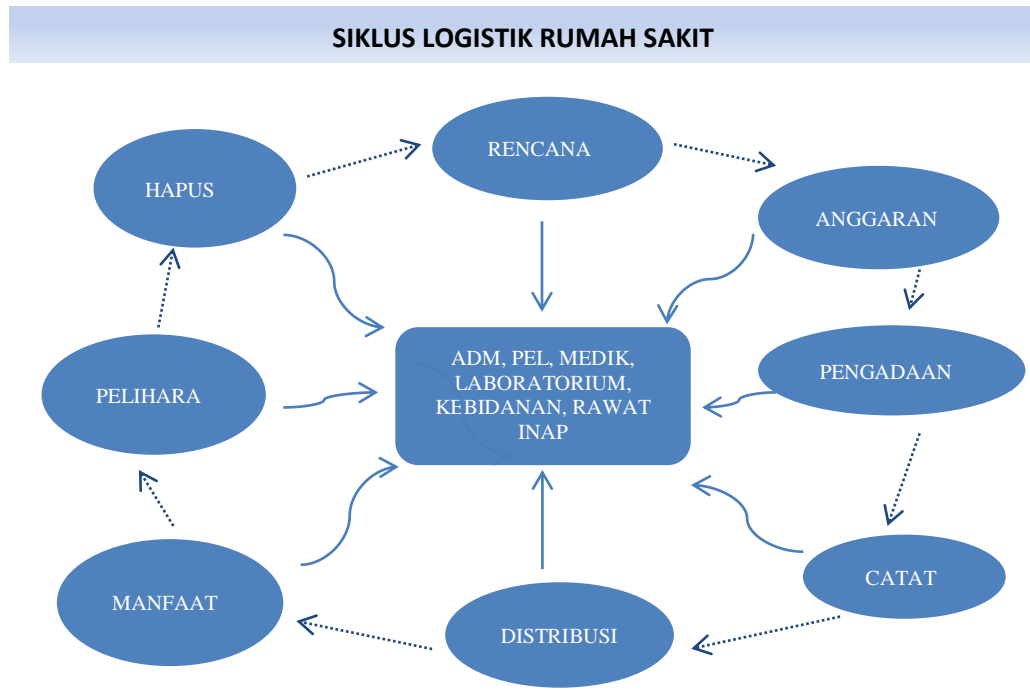 SIKLUS LOGISTIK RUMAH SAKIT
RENCANA
HAPUS
ANGGARAN
ADM, PEL, MEDIK,
LABORATORIUM,
KEBIDANAN, RAWAT
INAP
PENGADAAN
PELIHARA
CATAT
MANFAAT
DISTRIBUSI